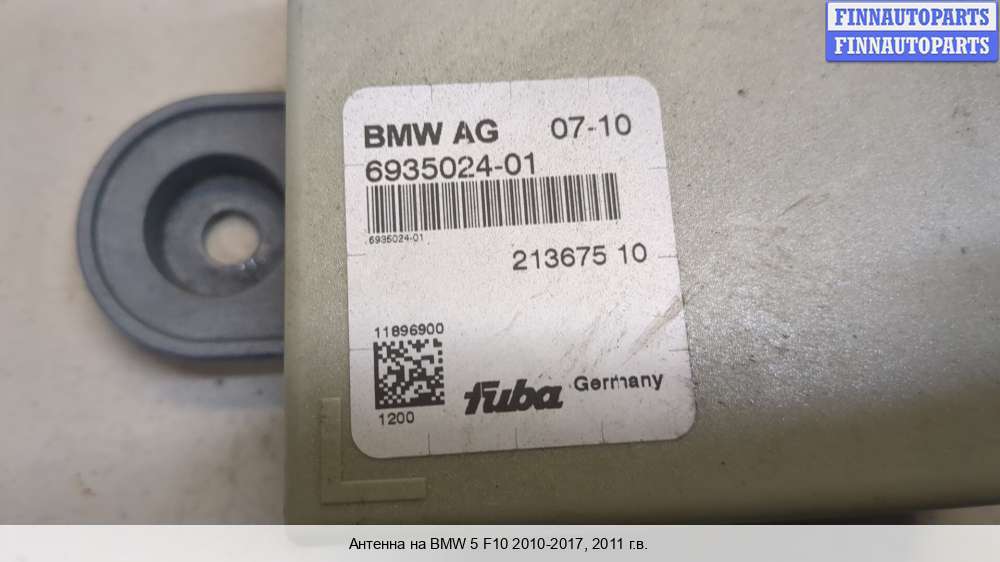 FINNAUTOPARTS
FINNAUTOPARTS
BMW AG 07-10
6935024-01
.6935024-01
213675 10
11896900
1200
fuba Germany
Антенна на BMW 5 F10 2010-2017, 2011 г.в.